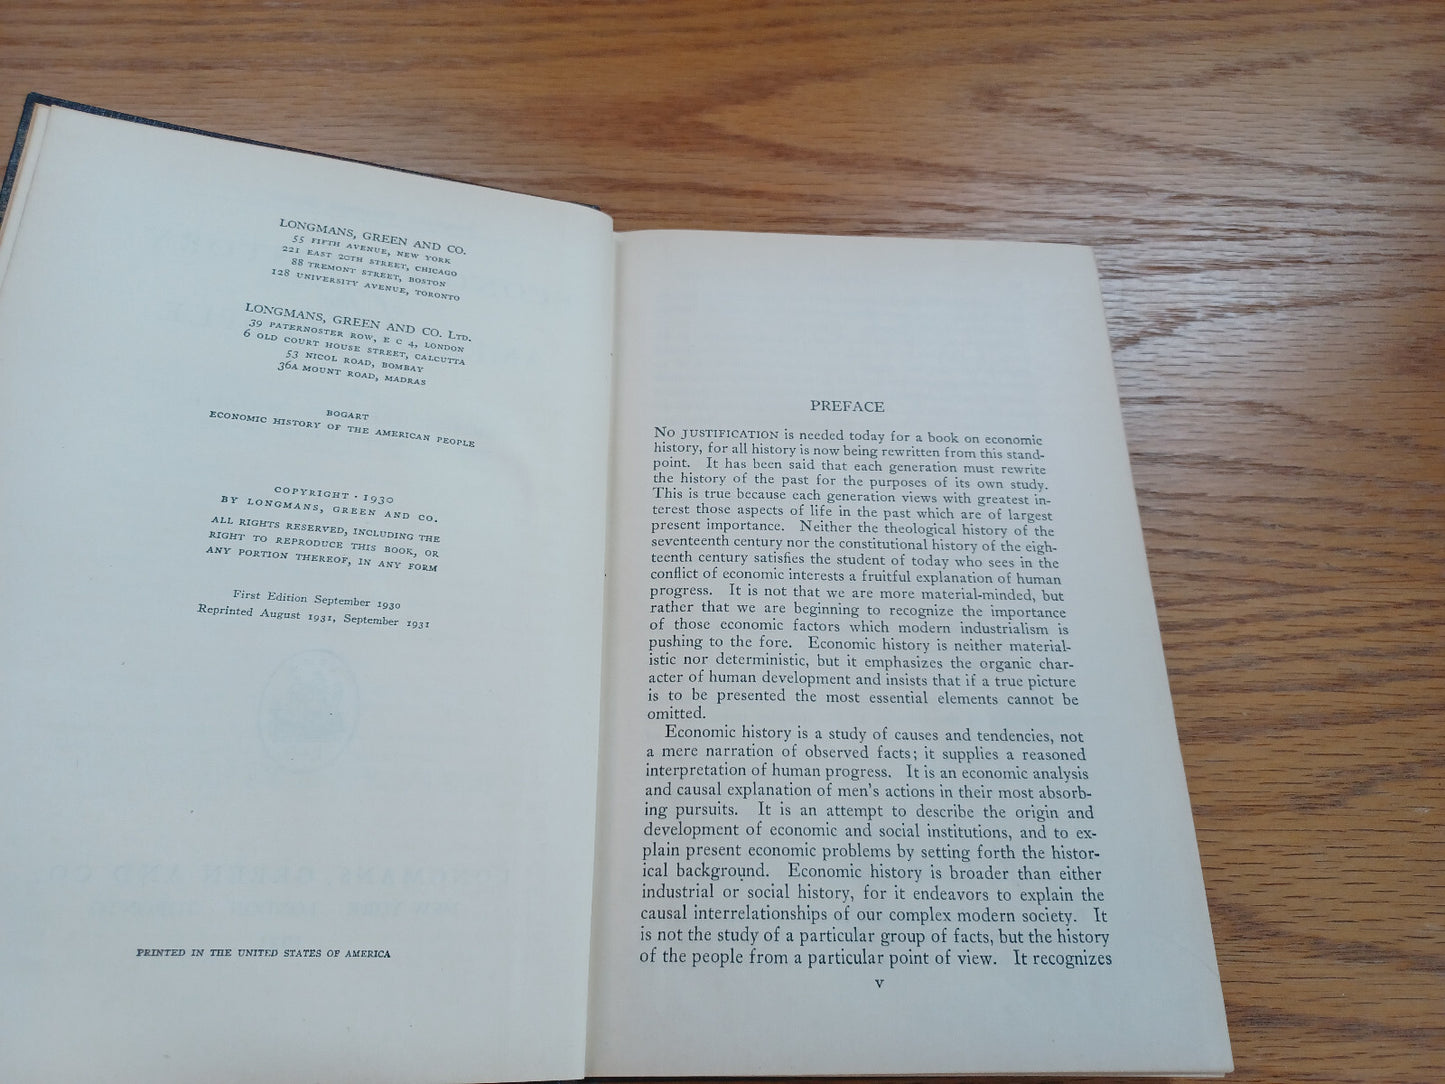 LONGMANS, GREEN AND CO.
55 FIFTH AVENUE, NEW YORK
221 EAST 20TH STREET, CHICAGO
88 TREMONT STREET, BOSTON
128 UNIVERSITY AVENUE, TORONTO
LONGMANS, GREEN AND CO. LTD.
39 PATERNOSTER ROW, E C 4, LONDON
6 OLD COURT HOUSE STREET, CALCUTTA
53 NICOL ROAD, BOMBAY
36A MOUNT ROAD, MADRAS
BOGART
ECONOMIC HISTORY OF THE AMERICAN PEOPLE
COPYRIGHT · 1930
BY LONGMANS, GREEN AND CO.
ALL RIGHTS RESERVED, INCLUDING THE
RIGHT TO REPRODUCE THIS BOOK, OR
ANY PORTION THEREOF, IN ANY FORM
First Edition September 1930
Reprinted August 1931, September 1931
PRINTED IN THE UNITED STATES OF AMERICA
PREFACE
NO JUSTIFICATION is needed today for a book on economic
history, for all history is now being rewritten from this stand-
point. It has been said that each generation must rewrite
the history of the past for the purposes of its own study.
This is true because each generation views with greatest in-
terest those aspects of life in the past which are of largest
present importance. Neither the theological history of the
seventeenth century nor the constitutional history of the eigh-
teenth century satisfies the student of today who sees in the
conflict of economic interests a fruitful explanation of human
progress. It is not that we are more material-minded, but
rather that we are beginning to recognize the importance
of those economic factors which modern industrialism is
pushing to the fore. Economic history is neither material-
istic nor deterministic, but it emphasizes the organic char-
acter of human development and insists that if a true picture
is to be presented the most essential elements cannot be
omitted.
Economic history is a study of causes and tendencies, not
a mere narration of observed facts; it supplies a reasoned
interpretation of human progress. It is an economic analysis
and causal explanation of men's actions in their most absorb-
ing pursuits. It is an attempt to describe the origin and
development of economic and social institutions, and to ex-
plain present economic problems by setting forth the histor-
ical background. Economic history is broader than either
industrial or social history, for it endeavors to explain the
causal interrelationships of our complex modern society. It
is not the study of a particular group of facts, but the history
of the people from a particular point of view. It recognizes
v